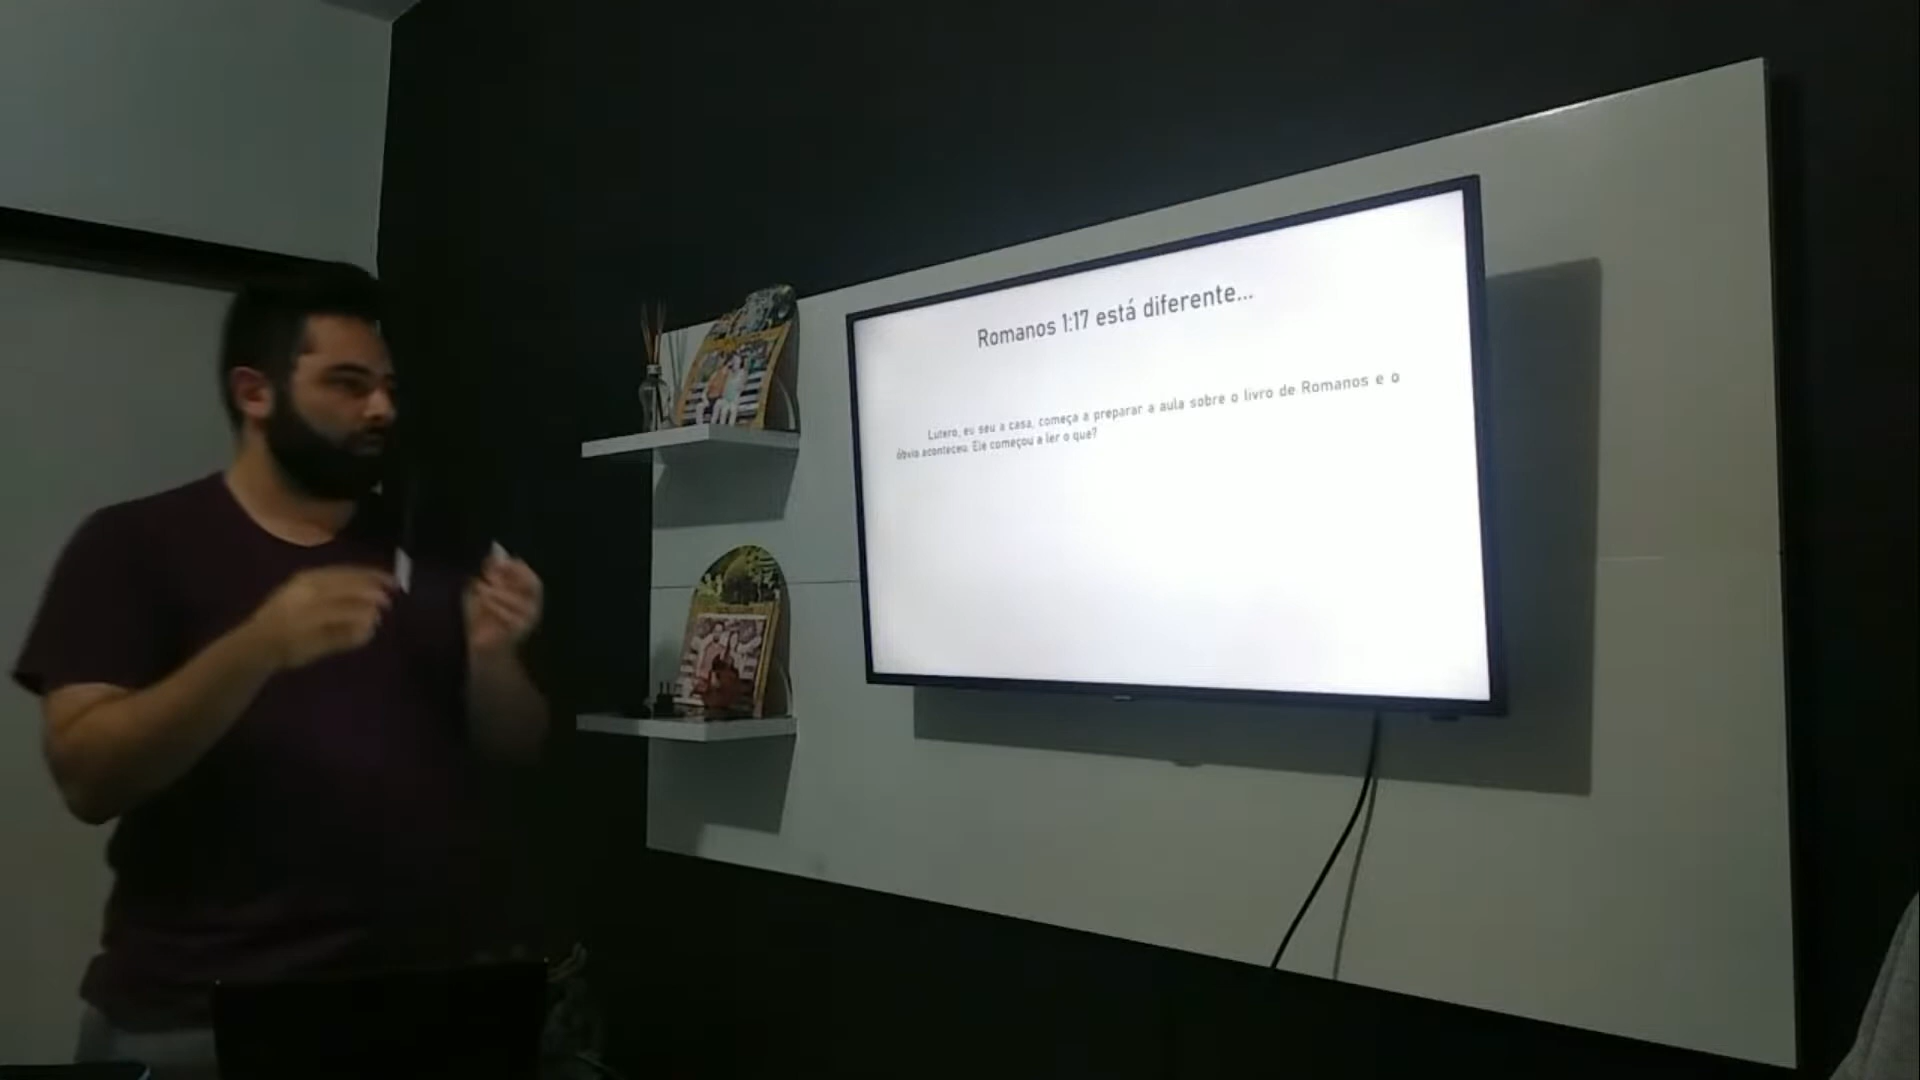 Romanos 1:17 está diferente...
Lutero, eu seu a casa, começa a preparar a aula sobre o livro de Romanos e o
óbvio aconteceu. Ele começou a ler o que?